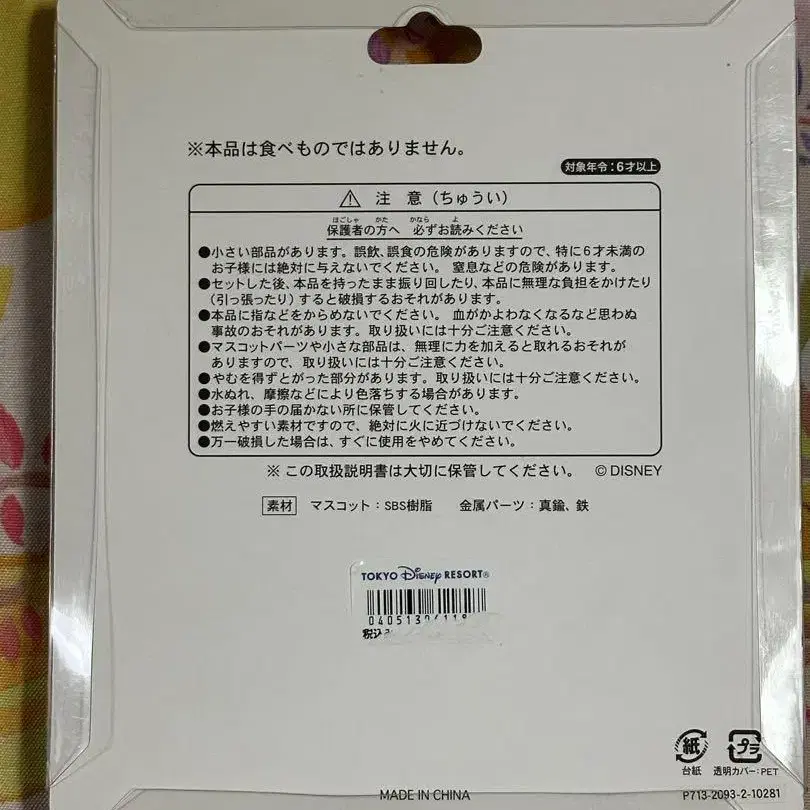 ※本品は食べものではありません。
対象年令：6才以上
⚠ 注 意（ちゅうい）
ほごしゃ かた かなら よ
保護者の方へ 必ずお読みください
●小さい部品があります。誤飲、誤食の危険がありますので、特に6才未満の
お子様には絶対に与えないでください。 窒息などの危険があります。
●セットした後、本品を持ったまま振り回したり、本品に無理な負担をかけたり
（引っ張ったり）すると破損するおそれがあります。
●本品に指などをからめないでください。 血がかよわなくなるなど思わぬ
事故のおそれがあります。取り扱いには十分ご注意ください。
●マスコットパーツや小さな部品は、無理に力を加えると取れるおそれが
ありますので、取り扱いには十分ご注意ください。
●やむを得ずとがった部分があります。取り扱いには十分ご注意ください。
●水ぬれ、摩擦などにより色落ちする場合があります。
●お子様の手の届かない所に保管してください。
●燃えやすい素材ですので、絶対に火に近づけないでください。
●万一破損した場合は、すぐに使用をやめてください。
※ この取扱説明書は大切に保管してください。 © DISNEY
素材 マスコット：SBS樹脂 金属パーツ：真鍮、鉄
TOKYO Disney RESORT®
税込
紙 プラ
台紙 透明カバー：PET
MADE IN CHINA
P713-2093-2-10281